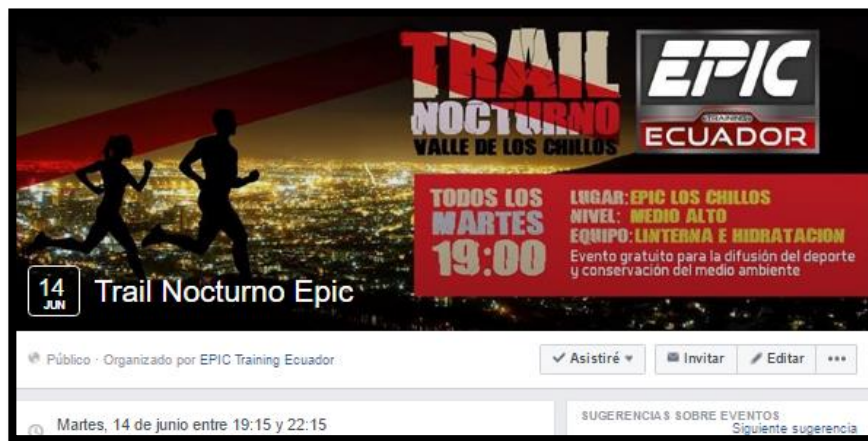 TRAIL
NOCTURNO
VALLE DE LOS CHILLOS
EPIC
TRAINING
ECUADOR
TODOS LOS
MARTES
19:00
LUGAR: EPIC LOS CHILLOS
NIVEL: MEDIO ALTO
EQUIPO: LINTERNA E HIDRATACION
Evento gratuito para la difusión del deporte
y conservación del medio ambiente
14
JUN
Trail Nocturno Epic
Público · Organizado por EPIC Training Ecuador
Asistiré
Invitar
Editar
Martes, 14 de junio entre 19:15 y 22:15
SUGERENCIAS SOBRE EVENTOS
Siguiente sugerencia